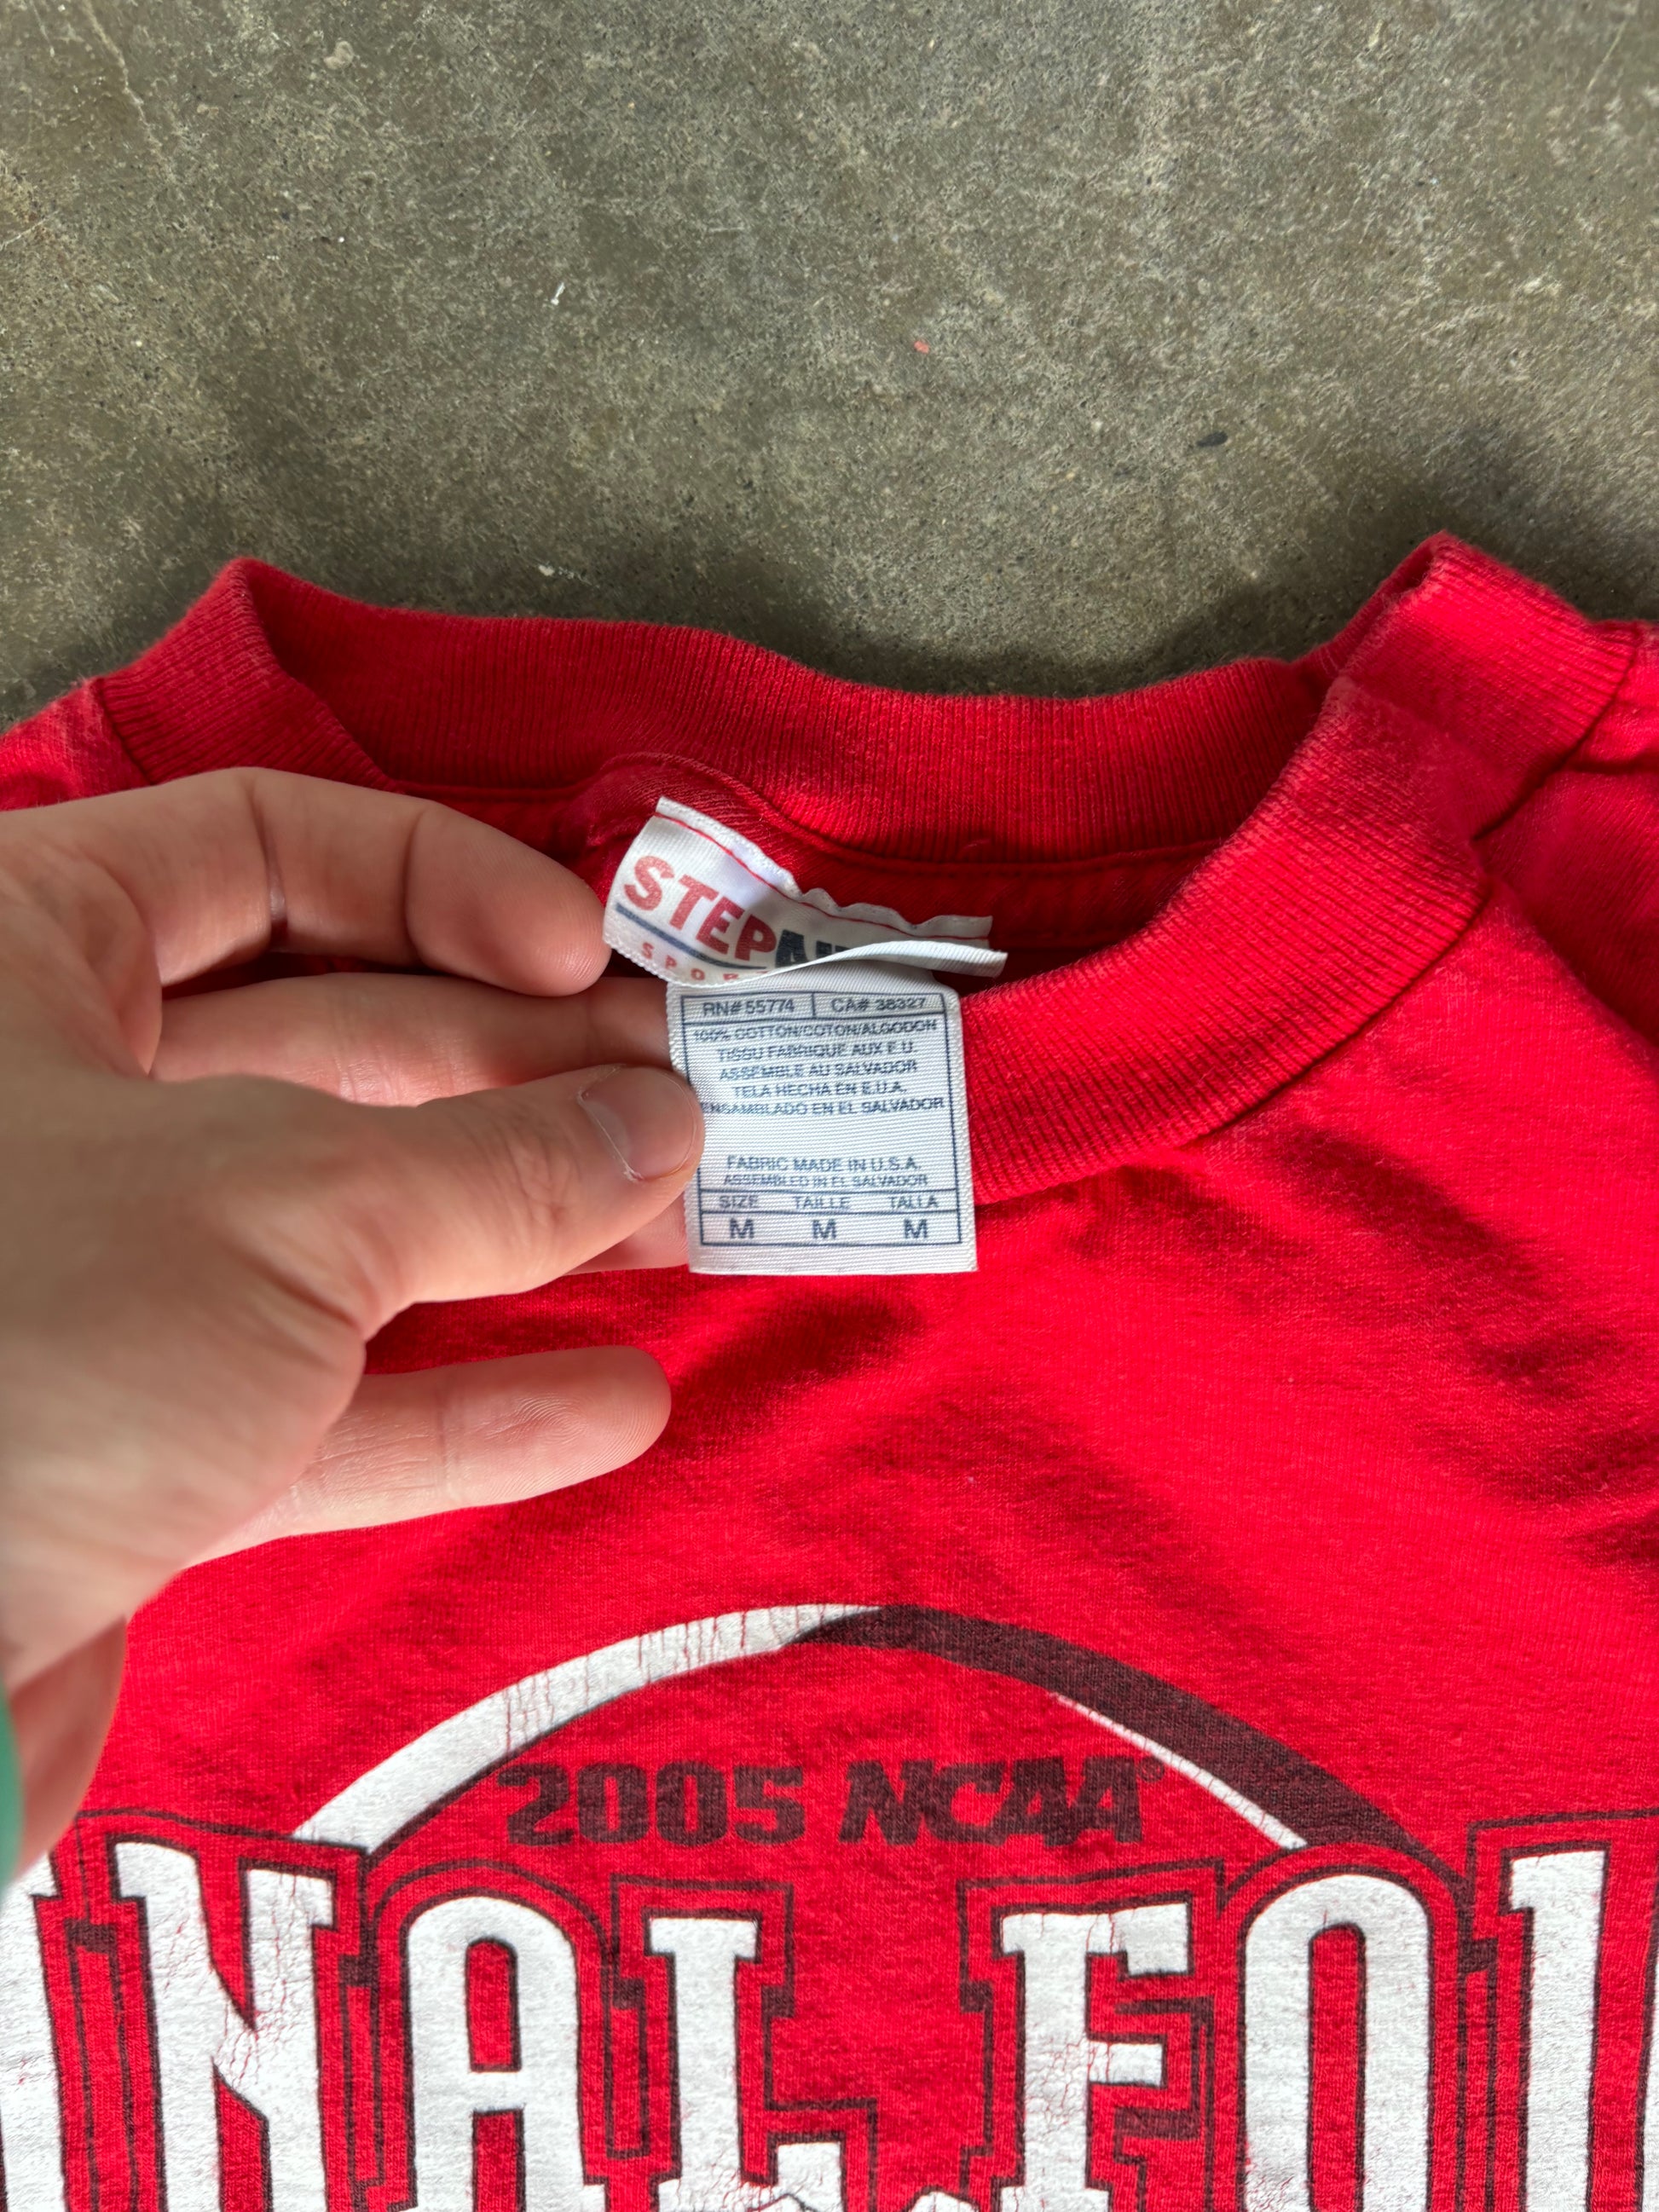 STEP
RN# 55774 CA# 38327
100% COTTON/COTON/ALGODON
TISSU FABRIQUE AUX E.U.
ASSEMBLE AU SALVADOR
TELA HECHA EN E.U.A.
ENSAMBLADO EN EL SALVADOR
FABRIC MADE IN U.S.A.
ASSEMBLED IN EL SALVADOR
SIZE TAILLE TALLA
M M M
2005 NCAA
NAL FOU